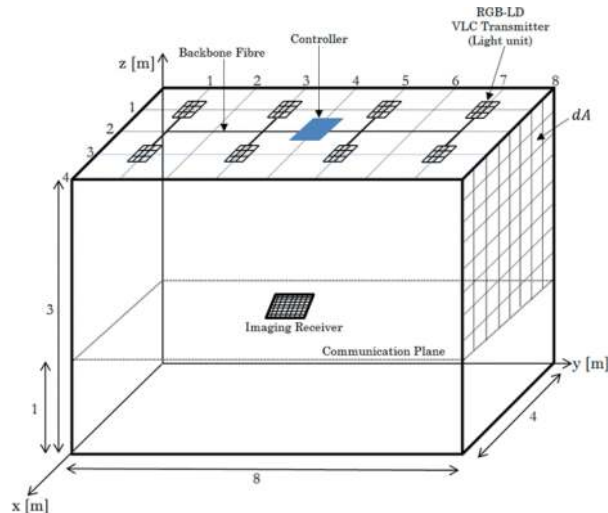 RGB-LD
VLC Transmitter
(Light unit)
Controller
Backbone Fibre
z [m]
1
2
3
4
5
6
7
8
1
2
3
4
dA
3
Imaging Receiver
Communication Plane
y [m]
1
4
8
x [m]